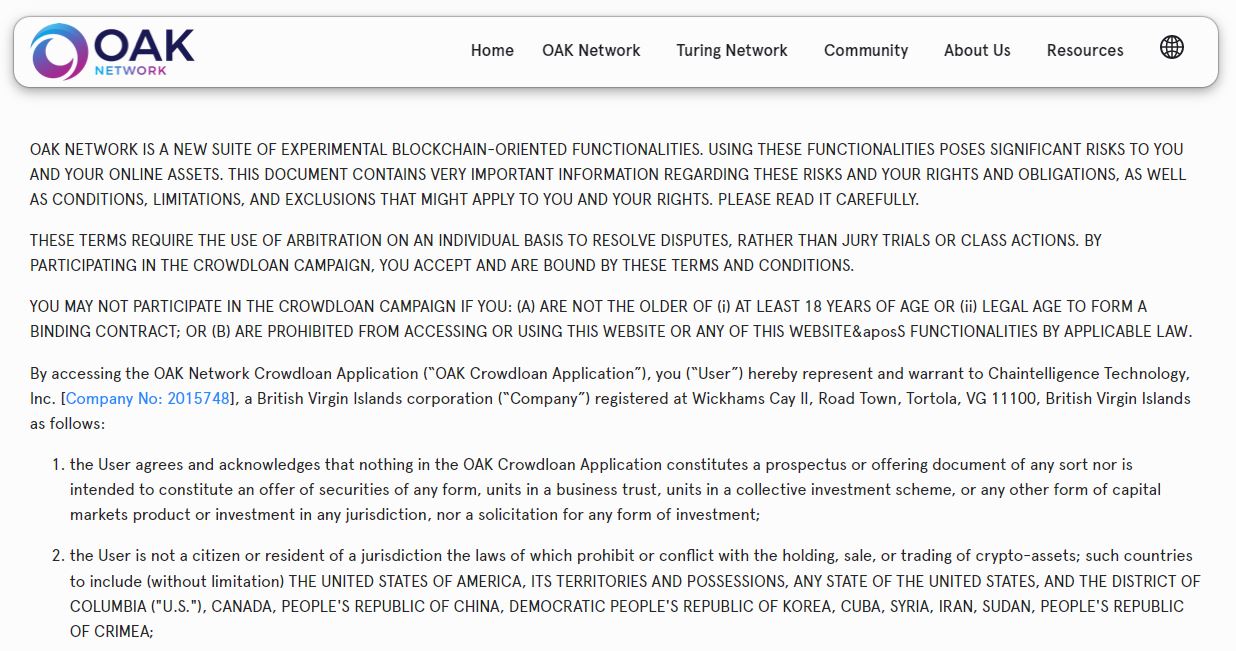 OAK
NETWORK
Home OAK Network Turing Network Community About Us Resources
OAK NETWORK IS A NEW SUITE OF EXPERIMENTAL BLOCKCHAIN-ORIENTED FUNCTIONALITIES. USING THESE FUNCTIONALITIES POSES SIGNIFICANT RISKS TO YOU
AND YOUR ONLINE ASSETS. THIS DOCUMENT CONTAINS VERY IMPORTANT INFORMATION REGARDING THESE RISKS AND YOUR RIGHTS AND OBLIGATIONS, AS WELL
AS CONDITIONS, LIMITATIONS, AND EXCLUSIONS THAT MIGHT APPLY TO YOU AND YOUR RIGHTS. PLEASE READ IT CAREFULLY.
THESE TERMS REQUIRE THE USE OF ARBITRATION ON AN INDIVIDUAL BASIS TO RESOLVE DISPUTES, RATHER THAN JURY TRIALS OR CLASS ACTIONS. BY
PARTICIPATING IN THE CROWDLOAN CAMPAIGN, YOU ACCEPT AND ARE BOUND BY THESE TERMS AND CONDITIONS.
YOU MAY NOT PARTICIPATE IN THE CROWDLOAN CAMPAIGN IF YOU: (A) ARE NOT THE OLDER OF (i) AT LEAST 18 YEARS OF AGE OR (ii) LEGAL AGE TO FORM A
BINDING CONTRACT; OR (B) ARE PROHIBITED FROM ACCESSING OR USING THIS WEBSITE OR ANY OF THIS WEBSITE&aposS FUNCTIONALITIES BY APPLICABLE LAW.
By accessing the OAK Network Crowdloan Application (“OAK Crowdloan Application”), you (“User”) hereby represent and warrant to Chaintelligence Technology,
Inc. [Company No: 2015748], a British Virgin Islands corporation (“Company”) registered at Wickhams Cay II, Road Town, Tortola, VG 11100, British Virgin Islands
as follows:
1. the User agrees and acknowledges that nothing in the OAK Crowdloan Application constitutes a prospectus or offering document of any sort nor is
intended to constitute an offer of securities of any form, units in a business trust, units in a collective investment scheme, or any other form of capital
markets product or investment in any jurisdiction, nor a solicitation for any form of investment;
2. the User is not a citizen or resident of a jurisdiction the laws of which prohibit or conflict with the holding, sale, or trading of crypto-assets; such countries
to include (without limitation) THE UNITED STATES OF AMERICA, ITS TERRITORIES AND POSSESSIONS, ANY STATE OF THE UNITED STATES, AND THE DISTRICT OF
COLUMBIA ("U.S."), CANADA, PEOPLE'S REPUBLIC OF CHINA, DEMOCRATIC PEOPLE'S REPUBLIC OF KOREA, CUBA, SYRIA, IRAN, SUDAN, PEOPLE'S REPUBLIC
OF CRIMEA;